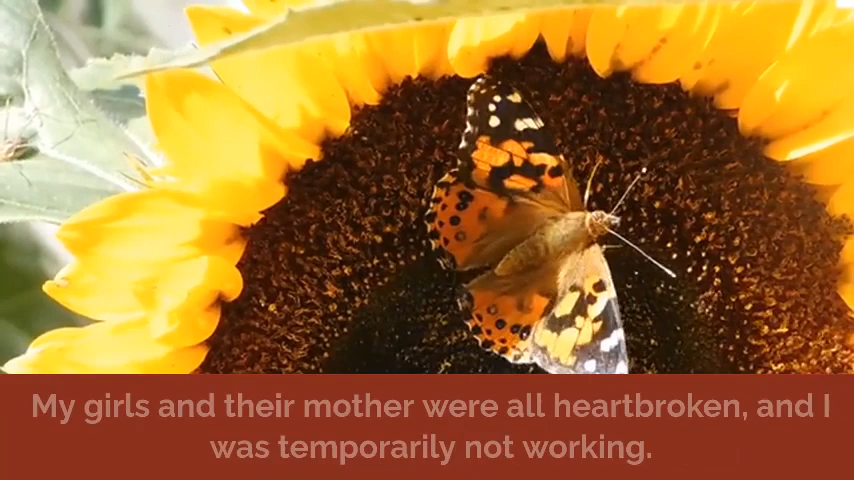 My girls and their mother were all heartbroken, and I
was temporarily not working.